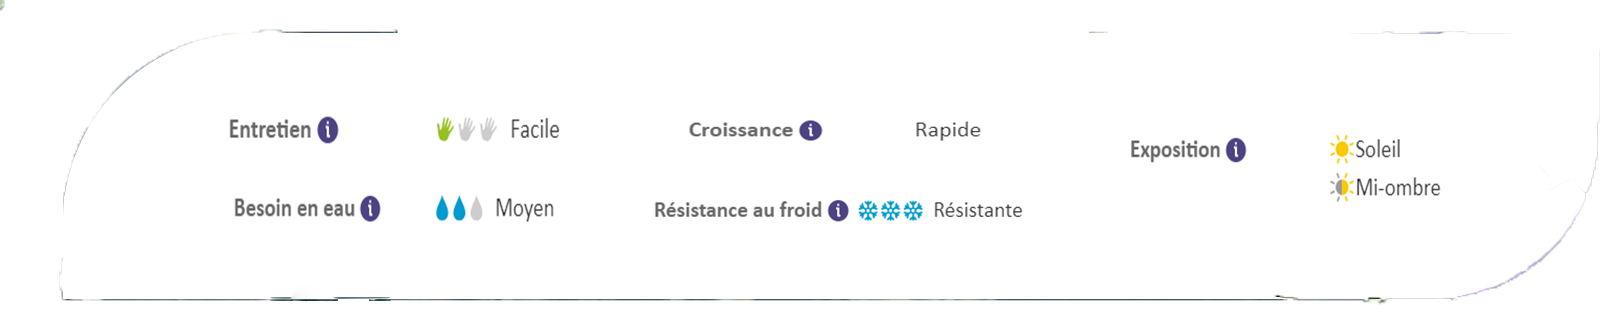 Entretien i Facile
Croissance i Rapide
Exposition i Soleil
Mi-ombre
Besoin en eau i Moyen
Résistance au froid i Résistante